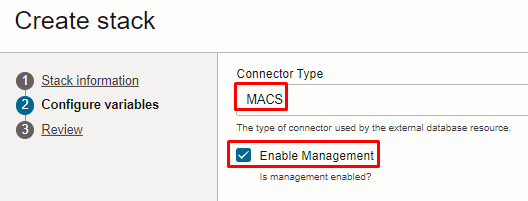 Create stack
1 Stack information
2 Configure variables
3 Review
Connector Type
MACS
The type of connector used by the external database resource.
Enable Management
Is management enabled?